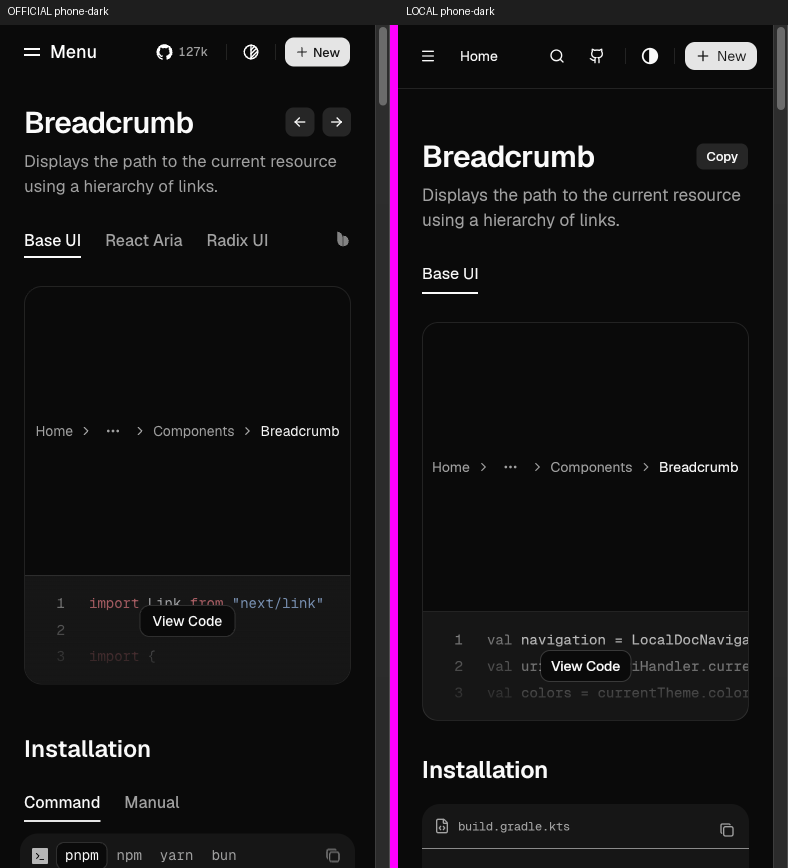 OFFICIAL phone-dark
Menu
127k
New
Breadcrumb
Displays the path to the current resource
using a hierarchy of links.
Base UI React Aria Radix UI
Home ··· Components Breadcrumb
1 import Link from "next/link"
2
3 import {
View Code
Installation
Command Manual
pnpm npm yarn bun
LOCAL phone-dark
Home
New
Breadcrumb
Copy
Displays the path to the current resource
using a hierarchy of links.
Base UI
Home ··· Components Breadcrumb
1 val navigation = LocalDocNaviga
2 val uri iHandler.curre
3 val colors = currentTheme.color
View Code
Installation
build.gradle.kts